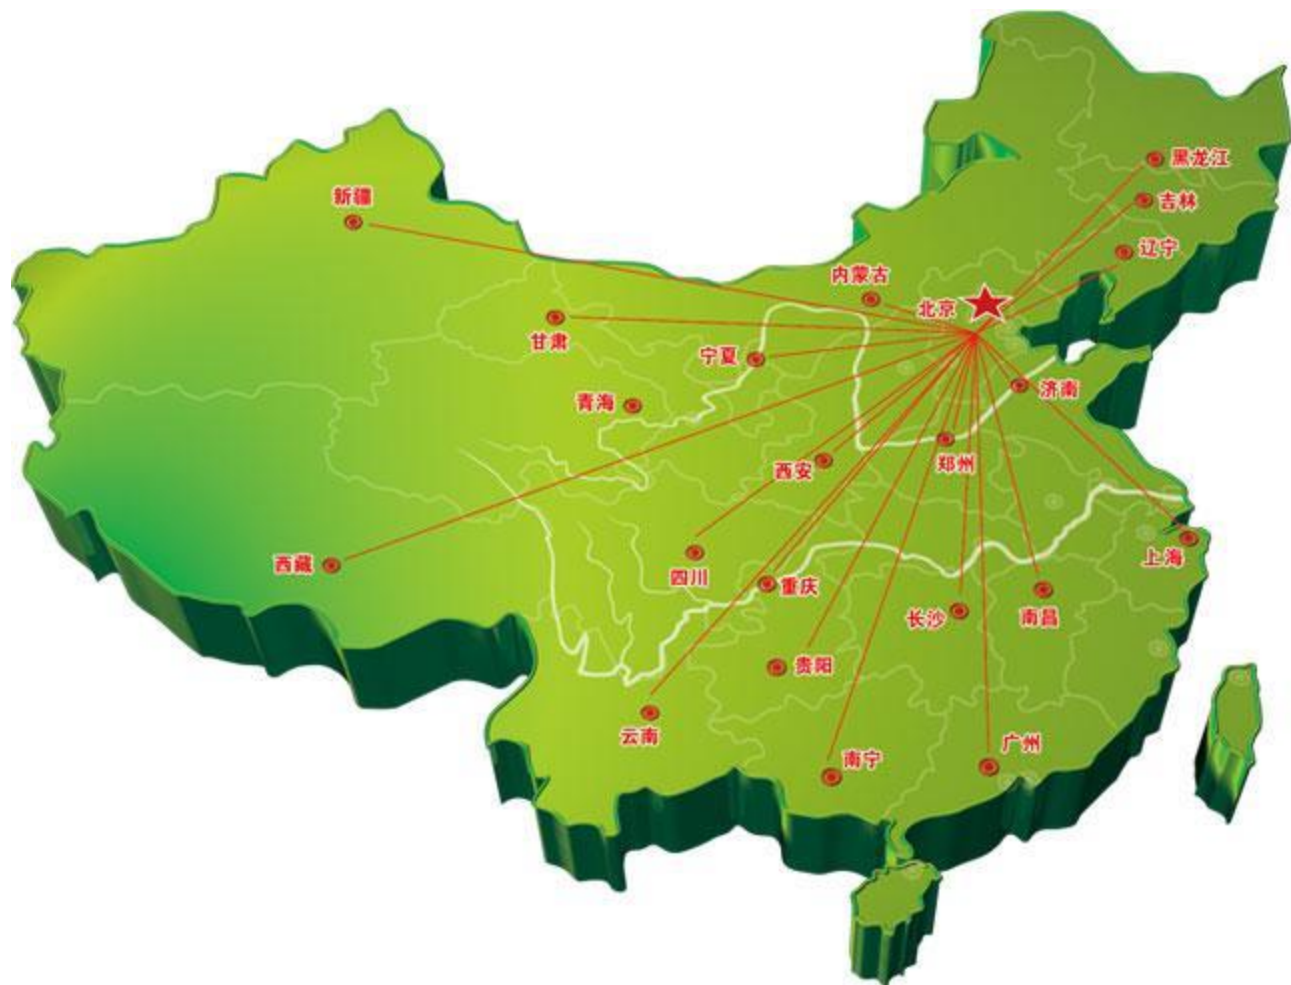 黑龙江
新疆
吉林
辽宁
内蒙古
北京
甘肃
宁夏
济南
青海
郑州
西安
西藏
四川
上海
重庆
长沙
南昌
贵阳
云南
广州
南宁